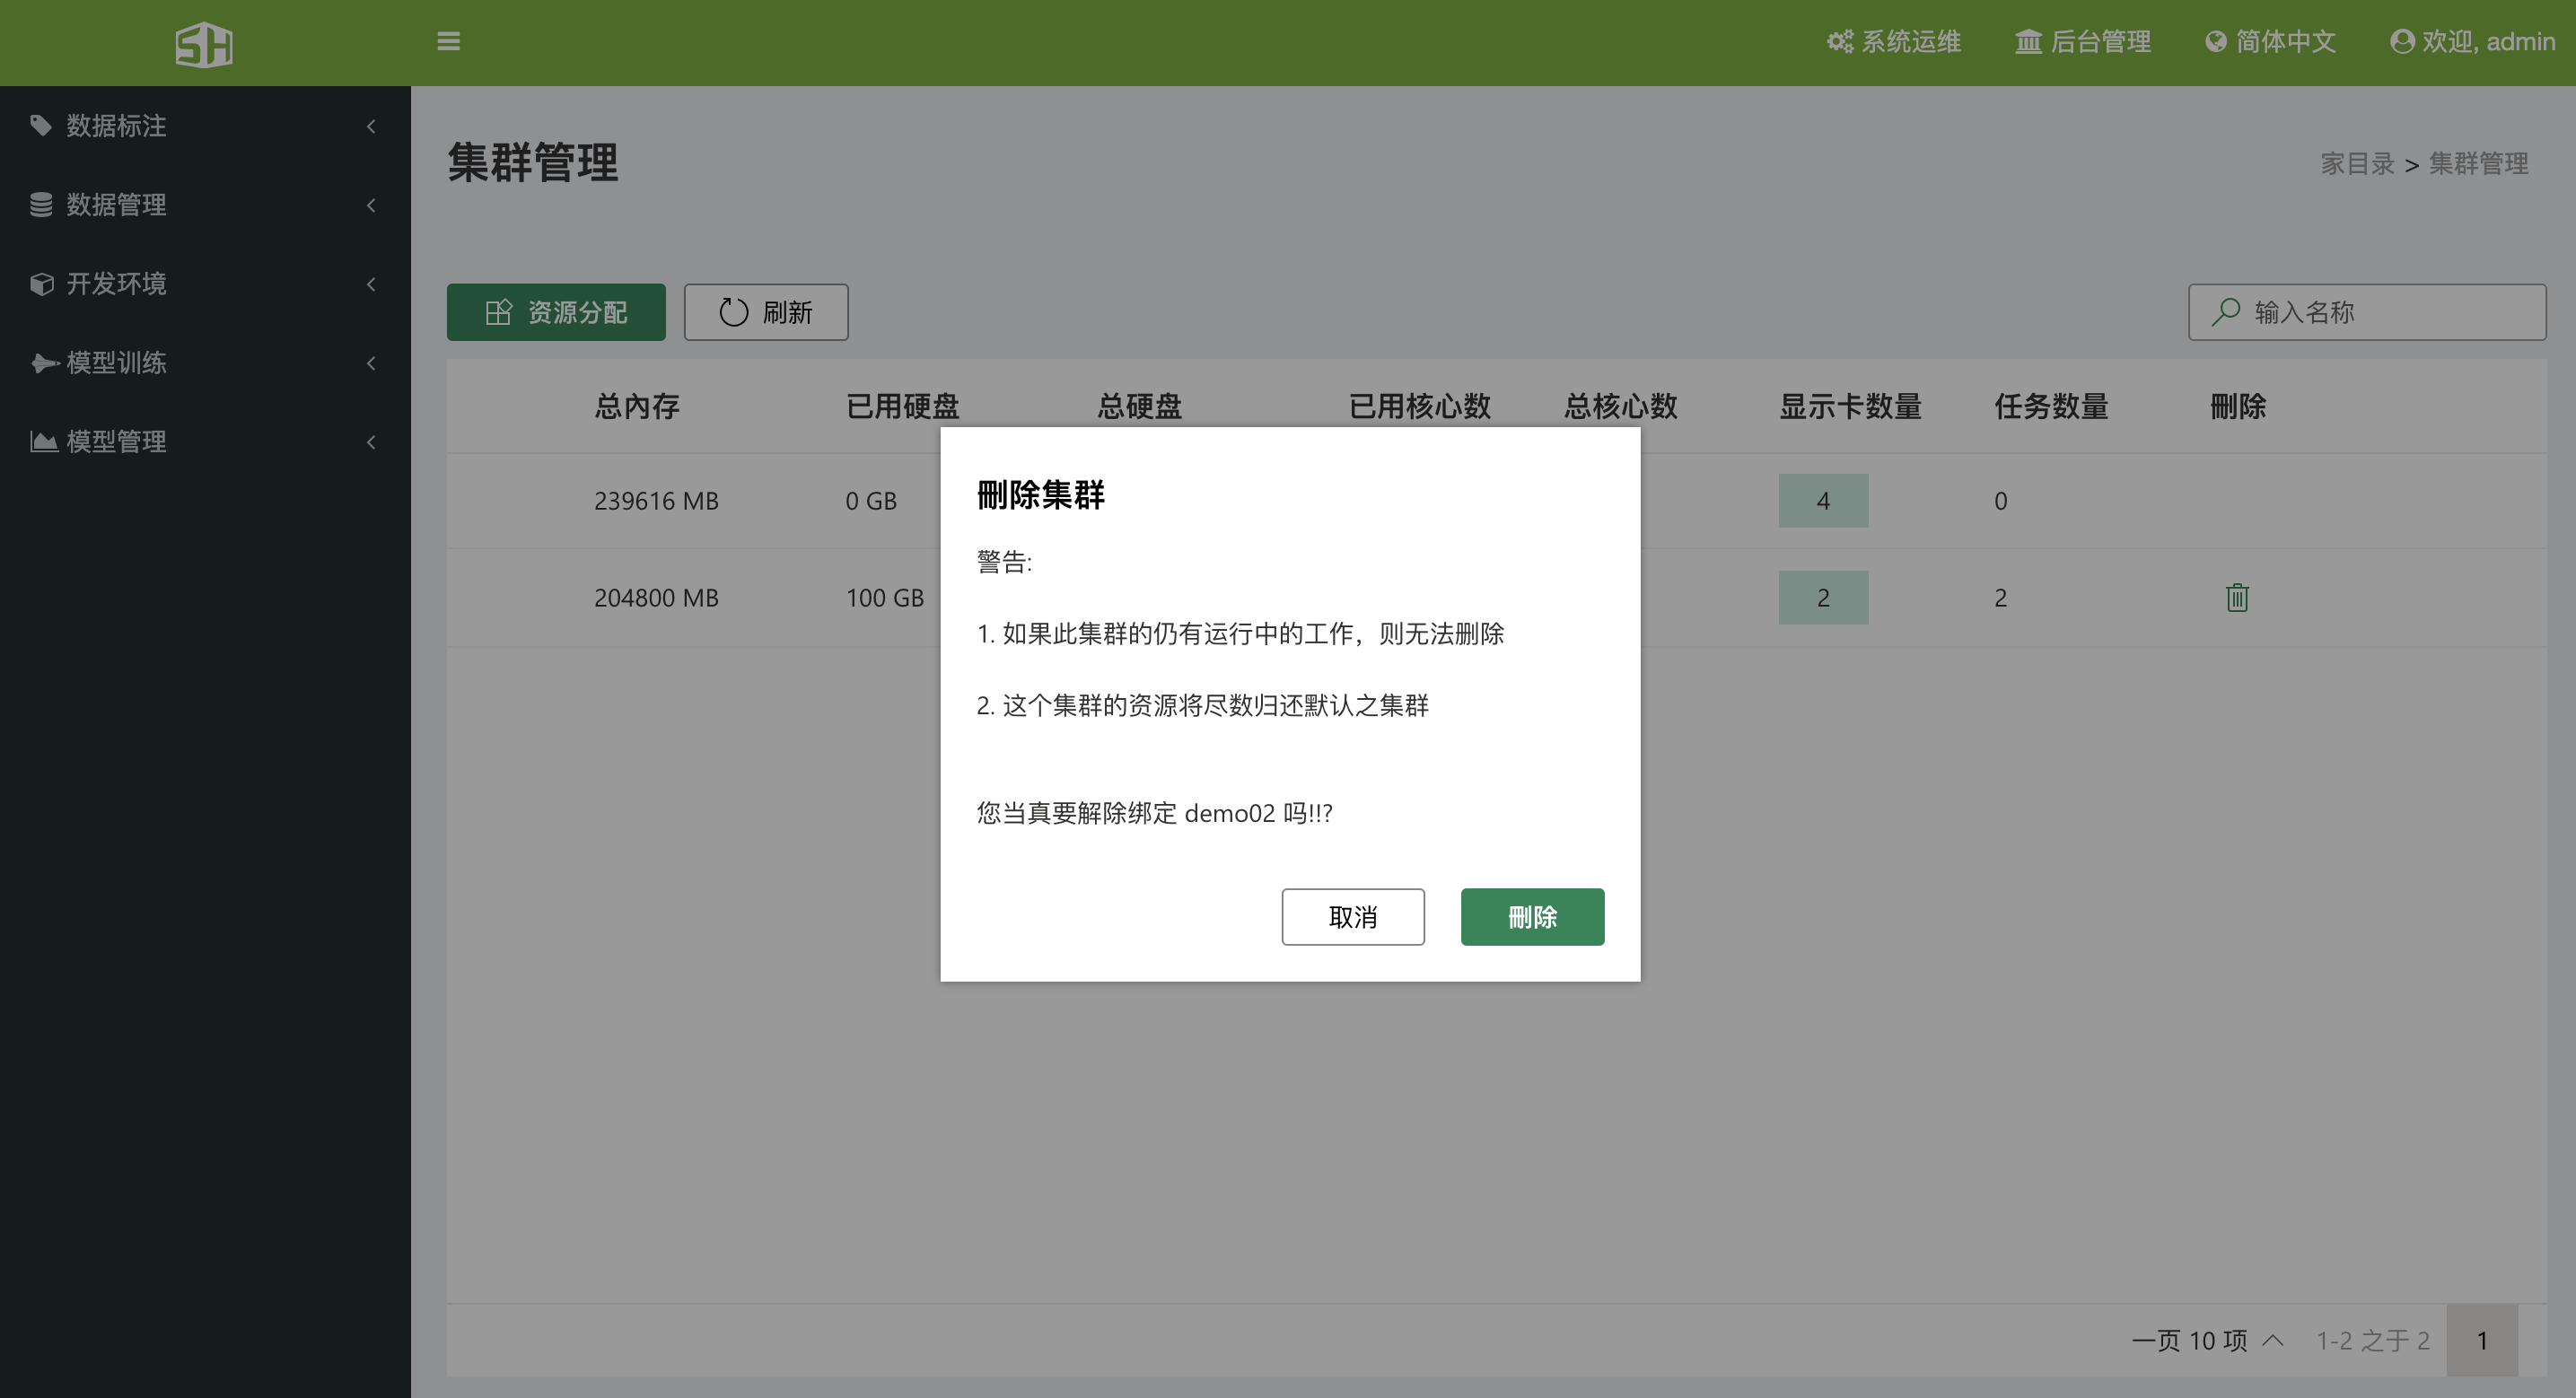 SH
系统运维
后台管理
简体中文
欢迎, admin
数据标注
数据管理
开发环境
模型训练
模型管理
集群管理
家目录 > 集群管理
资源分配
刷新
输入名称
总内存 已用硬盘 总硬盘 已用核心数 总核心数 显示卡数量 任务数量 刪除
239616 MB 0 GB 4 0
204800 MB 100 GB 2 2
刪除集群
警告:
1. 如果此集群的仍有运行中的工作，则无法删除
2. 这个集群的资源将尽数归还默认之集群
您当真要解除绑定 demo02 吗!!?
取消
刪除
一页 10 项
1-2 之于 2
1